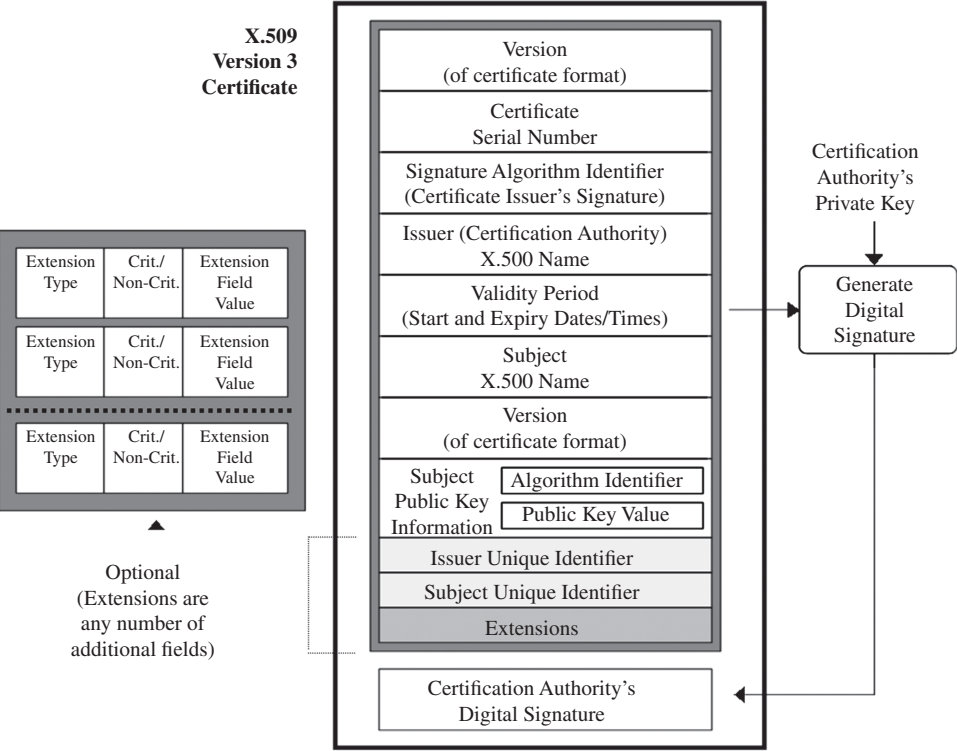 X.509
Version 3
Certificate
Version
(of certificate format)
Certificate
Serial Number
Signature Algorithm Identifier
(Certificate Issuer's Signature)
Issuer (Certification Authority)
X.500 Name
Validity Period
(Start and Expiry Dates/Times)
Subject
X.500 Name
Version
(of certificate format)
Subject
Public Key
Information
Algorithm Identifier
Public Key Value
Issuer Unique Identifier
Subject Unique Identifier
Extensions
Certification Authority's
Digital Signature
Certification
Authority's
Private Key
Generate
Digital
Signature
Extension
Type
Crit./
Non-Crit.
Extension
Field
Value
Extension
Type
Crit./
Non-Crit.
Extension
Field
Value
Extension
Type
Crit./
Non-Crit.
Extension
Field
Value
Optional
(Extensions are
any number of
additional fields)